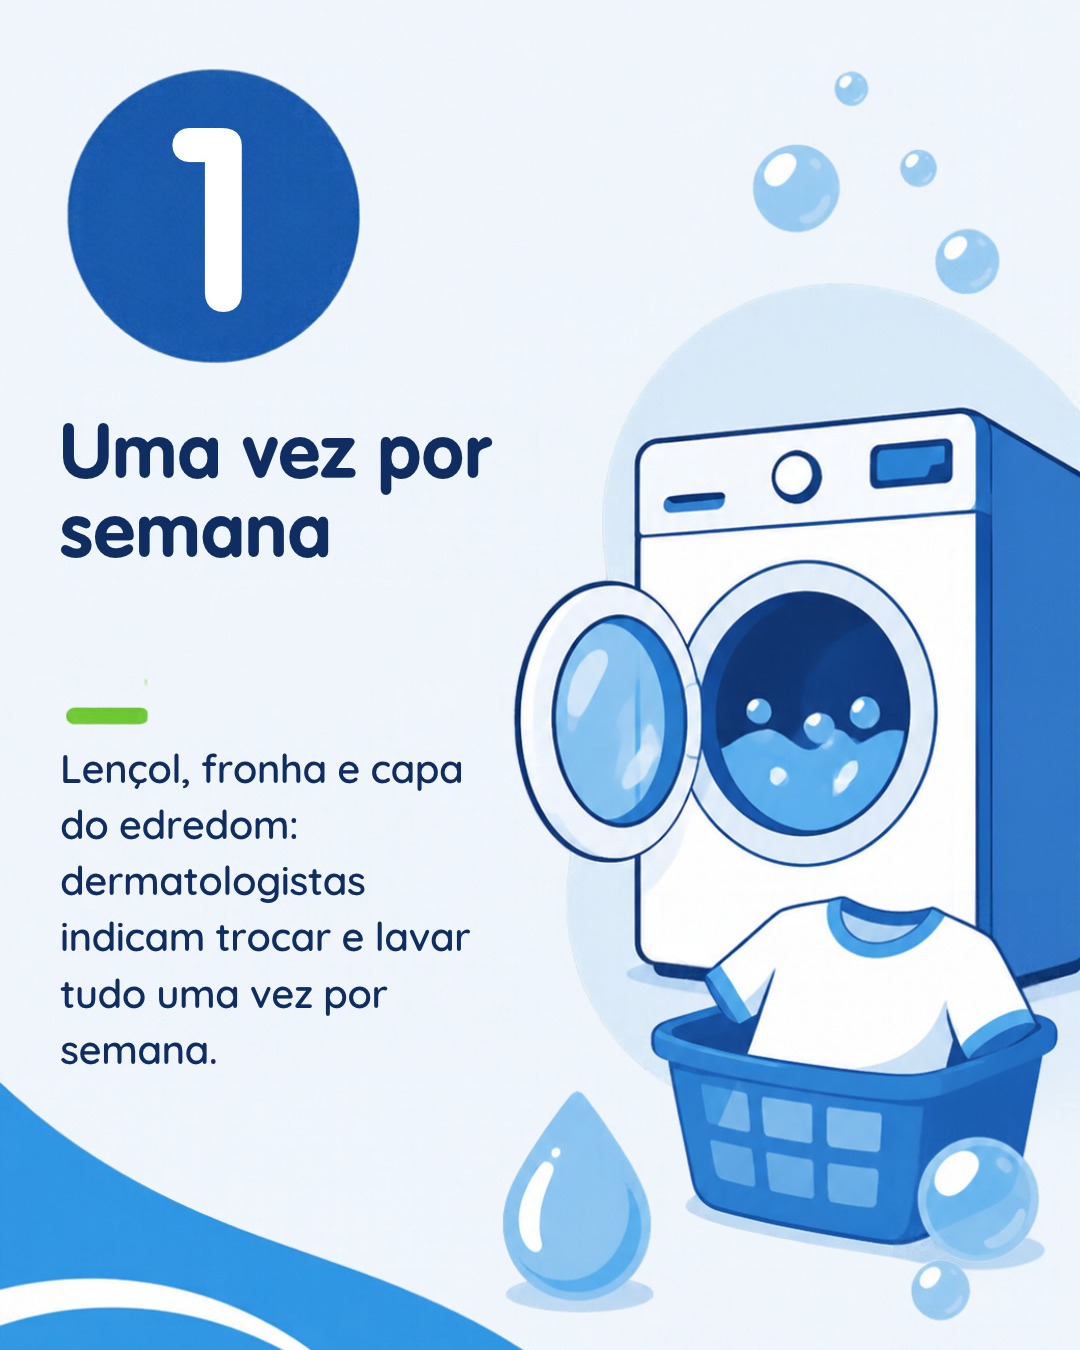 1
Uma vez por
semana
Lençol, fronha e capa
do edredom:
dermatologistas
indicam trocar e lavar
tudo uma vez por
semana.